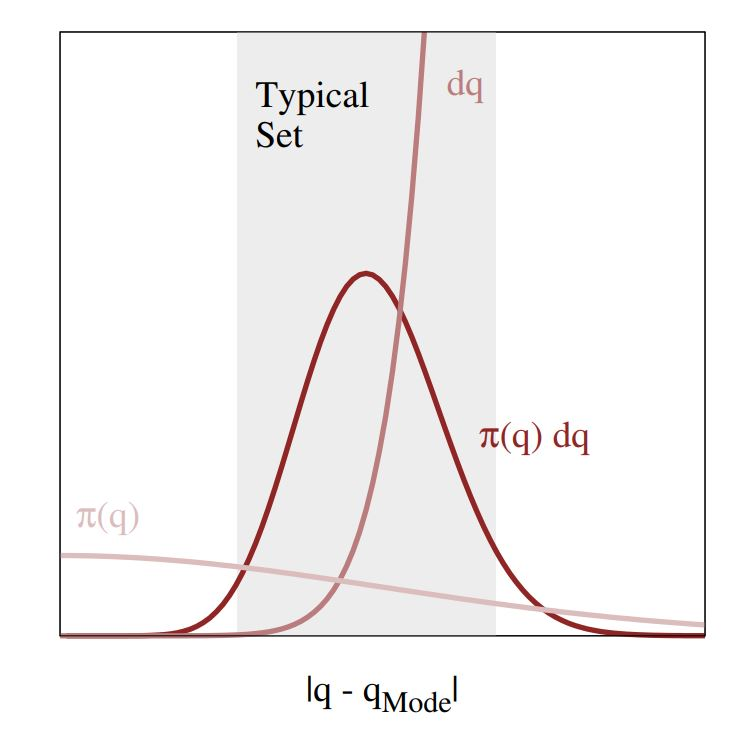 Typical
Set
dq
π(q) dq
π(q)
|q - qMode|